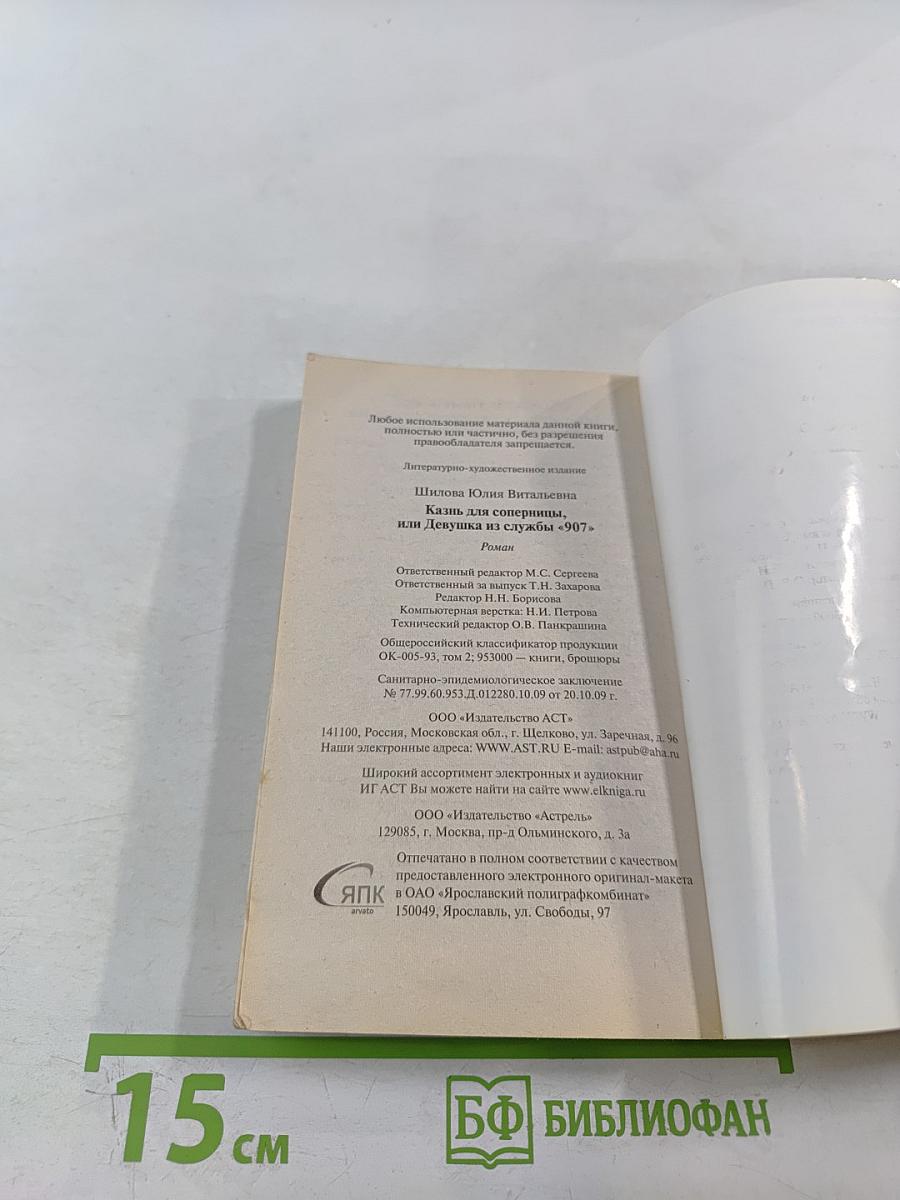 Любое использование материала данной книги,
полностью или частично, без разрешения
правообладателя запрещается.
Литературно-художественное издание
Шилова Юлия Витальевна
Казнь для соперницы,
или Девушка из службы «907»
Роман
Ответственный редактор М.С. Сергеева
Ответственный за выпуск Т.Н. Захарова
Редактор Н.Н. Борисова
Компьютерная верстка: Н.И. Петрова
Технический редактор О.В. Панкрашина
Общероссийский классификатор продукции
ОК-005-93, том 2; 953000 — книги, брошюры
Санитарно-эпидемиологическое заключение
№ 77.99.60.953.Д.012280.10.09 от 20.10.09 г.
ООО «Издательство АСТ»
141100, Россия, Московская обл., г. Щелково, ул. Заречная, д. 96
Наши электронные адреса: WWW.AST.RU E-mail: astpub@aha.ru
Широкий ассортимент электронных и аудиокниг
ИГ АСТ Вы можете найти на сайте www.elkniga.ru
ООО «Издательство «Астрель»
129085, г. Москва, пр-д Ольминского, д. 3а
Отпечатано в полном соответствии с качеством
предоставленного электронного оригинал-макета
в ОАО «Ярославский полиграфкомбинат»
150049, Ярославль, ул. Свободы, 97
ЯПК
arvato
15 см
БФ БИБЛИОФАН